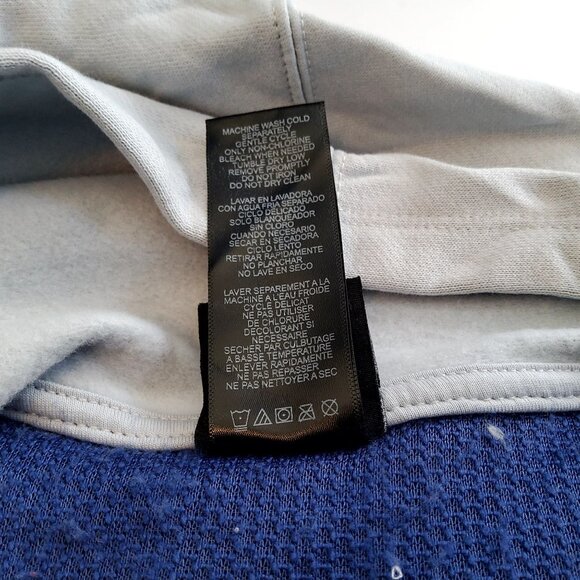 MACHINE WASH COLD
SEPARATELY
GENTLE CYCLE
ONLY NON-CHLORINE
BLEACH WHEN NEEDED
TUMBLE DRY LOW
REMOVE PROMPTLY
DO NOT IRON
DO NOT DRY CLEAN
LAVAR EN LAVADORA
CON AGUA FRIA SEPARADO
CICLO DELICADO
SOLO BLANQUEADOR
SIN CLORO
CUANDO NECESARIO
SECAR EN SECADORA
CICLO LENTO
RETIRAR RAPIDAMENTE
NO PLANCHAR
NO LAVE EN SECO
LAVER SEPAREMENT A LA
MACHINE A L'EAU FROIDE
CYCLE DELICAT
NE PAS UTILISER
DE CHLORURE
DECOLORANT SI
NECESSAIRE
SECHER PAR CULBUTAGE
A BASSE TEMPERATURE
ENLEVER RAPIDEMENT
NE PAS REPASSER
NE PAS NETTOYER A SEC